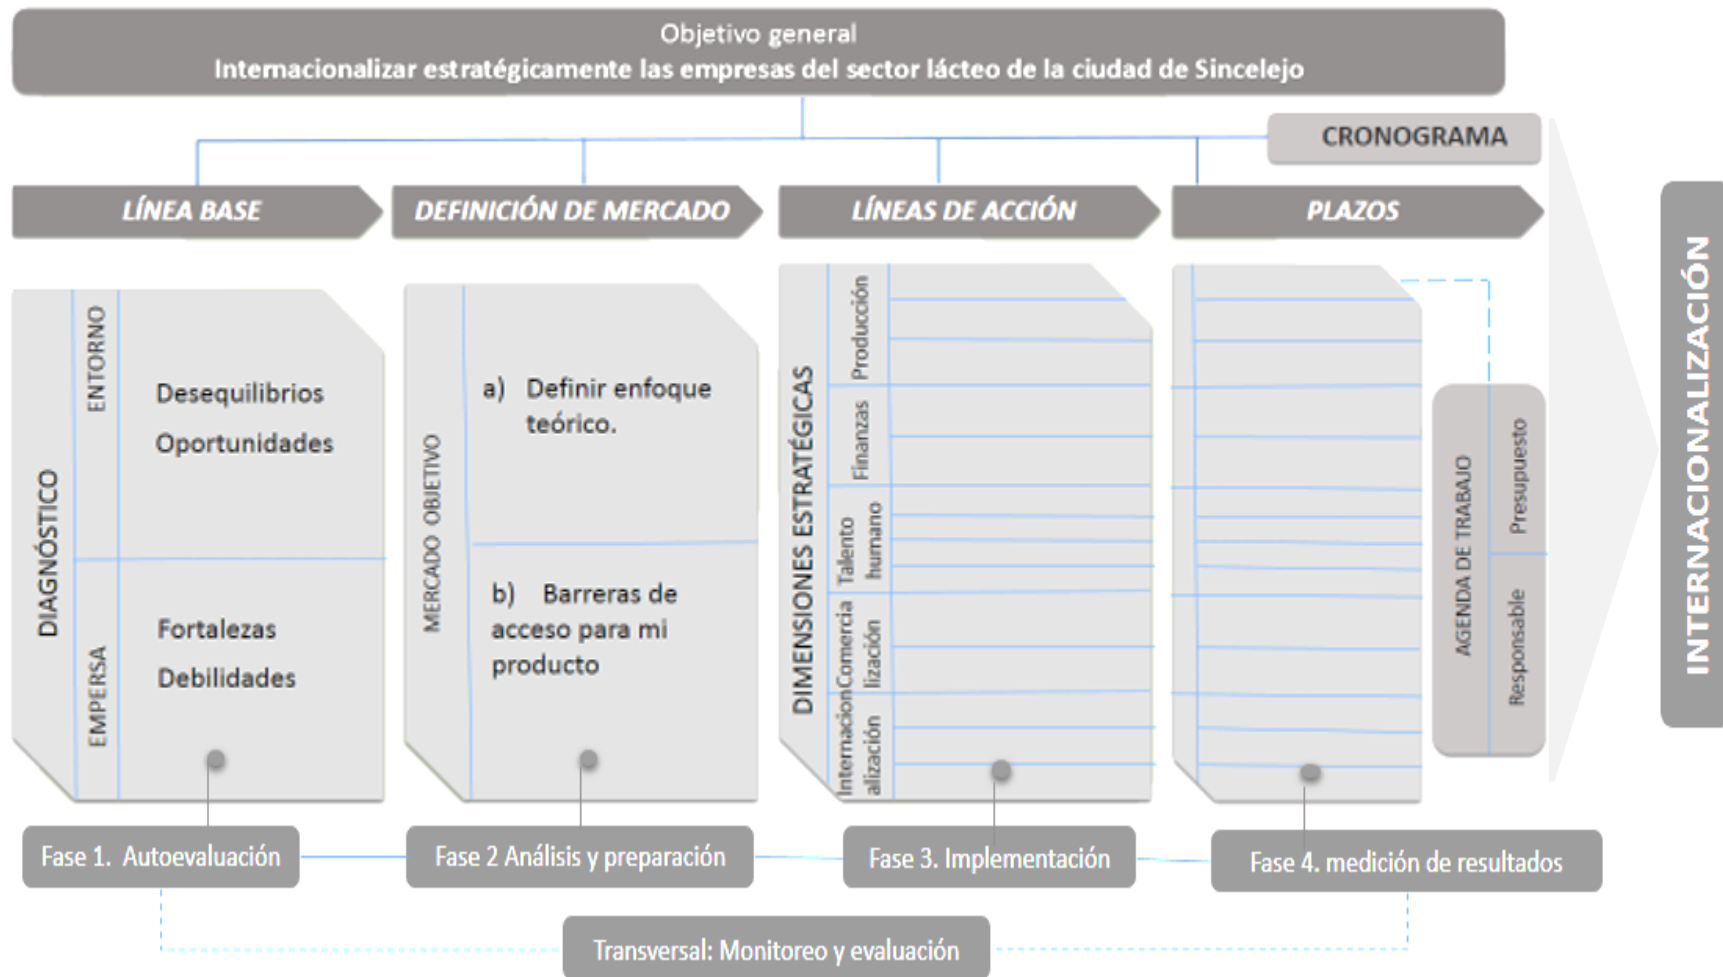 Objetivo general
Internacionalizar estratégicamente las empresas del sector lácteo de la ciudad de Sincelejo
CRONOGRAMA
LÍNEA BASE
DEFINICIÓN DE MERCADO
LÍNEAS DE ACCIÓN
PLAZOS
DIAGNÓSTICO
ENTORNO
Desequilibrios
Oportunidades
EMPERSA
Fortalezas
Debilidades
MERCADO OBJETIVO
a) Definir enfoque
teórico.
b) Barreras de
acceso para mi
producto
DIMENSIONES ESTRATÉGICAS
Producción
Finanzas
Talento
humano
Comercia
lización
Internacion
alización
AGENDA DE TRABAJO
Presupuesto
Responsable
INTERNACIONALIZACIÓN
Fase 1. Autoevaluación
Fase 2 Análisis y preparación
Fase 3. Implementación
Fase 4. medición de resultados
Transversal: Monitoreo y evaluación